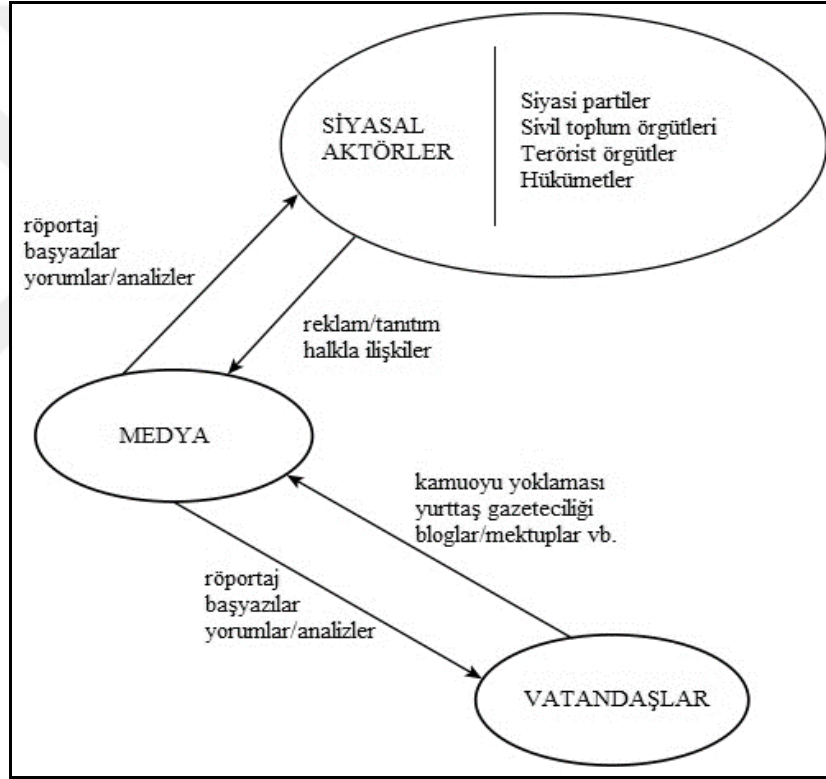 SİYASAL
AKTÖRLER
Siyasi partiler
Sivil toplum örgütleri
Terörist örgütler
Hükümetler
röportaj
başyazılar
yorumlar/analizler
reklam/tanıtım
halkla ilişkiler
MEDYA
kamuoyu yoklaması
yurttaş gazeteciliği
bloglar/mektuplar vb.
röportaj
başyazılar
yorumlar/analizler
VATANDAŞLAR